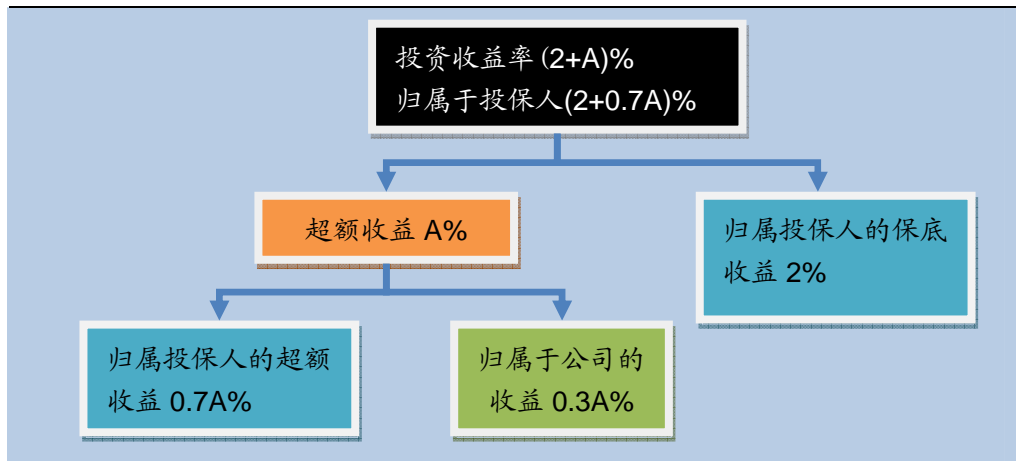 投资收益率(2+A)%
归属于投保人(2+0.7A)%
超额收益 A%
归属投保人的保底
收益 2%
归属投保人的超额
收益 0.7A%
归属于公司的
收益 0.3A%